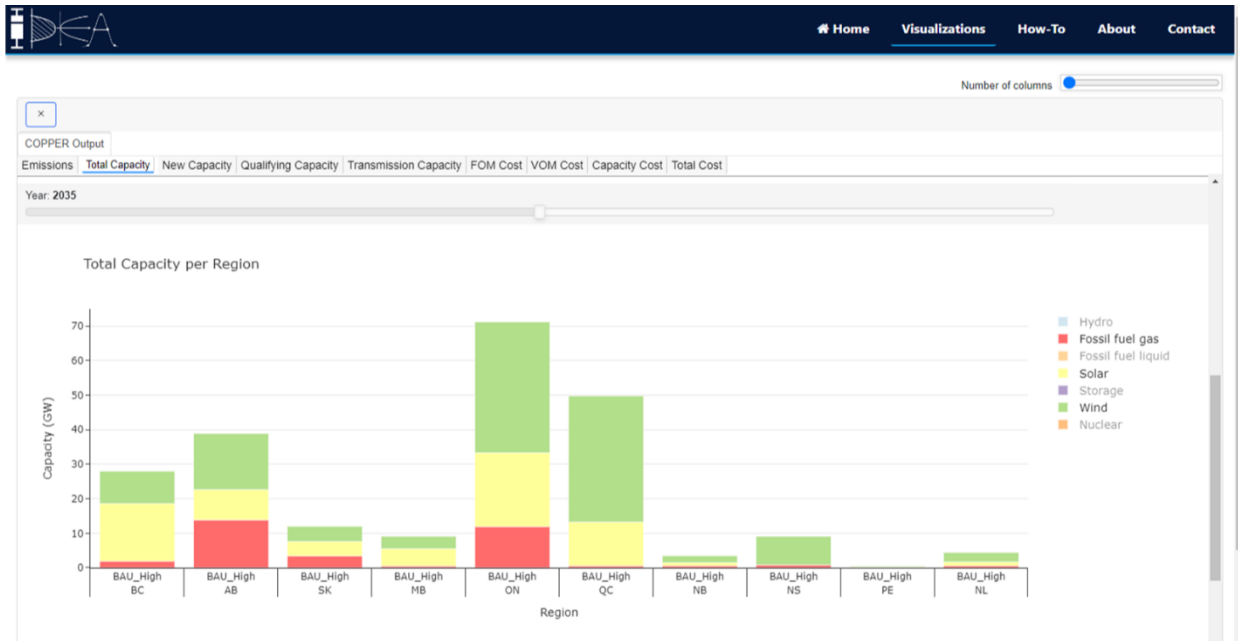 IDEA
Home Visualizations How-To About Contact
Number of columns
×
COPPER Output
Emissions Total Capacity New Capacity Qualifying Capacity Transmission Capacity FOM Cost VOM Cost Capacity Cost Total Cost
Year: 2035
Total Capacity per Region
70
60
50
40
30
20
10
0
Capacity (GW)
BAU_High BAU_High BAU_High BAU_High BAU_High BAU_High BAU_High BAU_High BAU_High BAU_High
BC AB SK MB ON QC NB NS PE NL
Region
Hydro
Fossil fuel gas
Fossil fuel liquid
Solar
Storage
Wind
Nuclear